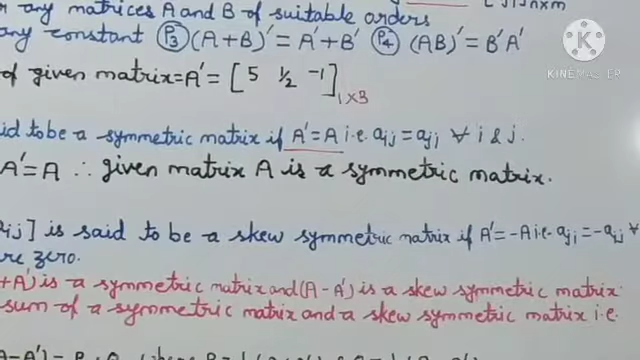 any matrices A and B of suitable orders
any constant P3 (A + B)' = A' + B' P4 (AB)' = B'A'
of given matrix = A' = [5 1/2 -1]1×3
id to be a symmetric matrix if A' = A i.e. aij = aji ∀ i & j.
A' = A ∴ given matrix A is a symmetric matrix.
ij] is said to be a skew symmetric matrix if A' = -A i.e. aji = -aij ∀
re zero.
+A') is a symmetric matrix and (A - A') is a skew symmetric matrix.
sum of a symmetric matrix and a skew symmetric matrix i.e.
KINEMASTER